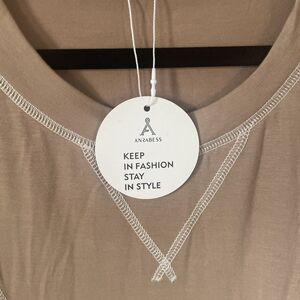 ANRABESS
KEEP
IN FASHION
STAY
IN STYLE